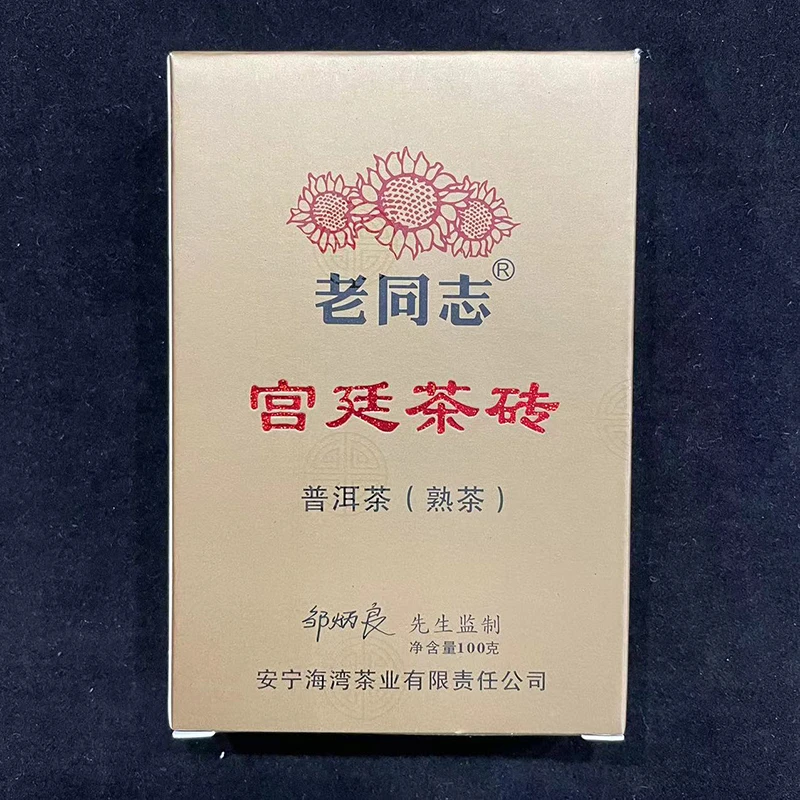 老同志®
宫廷茶砖
普洱茶（熟茶）
邹炳良 先生监制
净含量100克
安宁海湾茶业有限责任公司